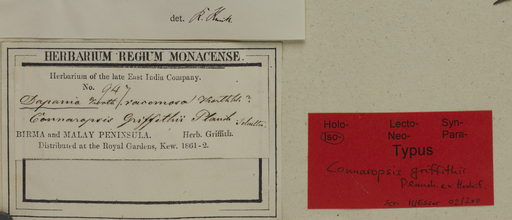 det.
HERBARIUM REGIUM MONACENSE.
Herbarium of the late East India Company.
No. 947
racemosa
Connaropsis Griffithii Planch
BIRMA and MALAY PENINSULA. Herb. Griffith.
Distributed at the Royal Gardens, Kew. 1861-2.
Holo- Lecto- Syn-
Iso- Neo- Para-
Typus
Connaropsis griffithii
Planch. ex Hook.f.